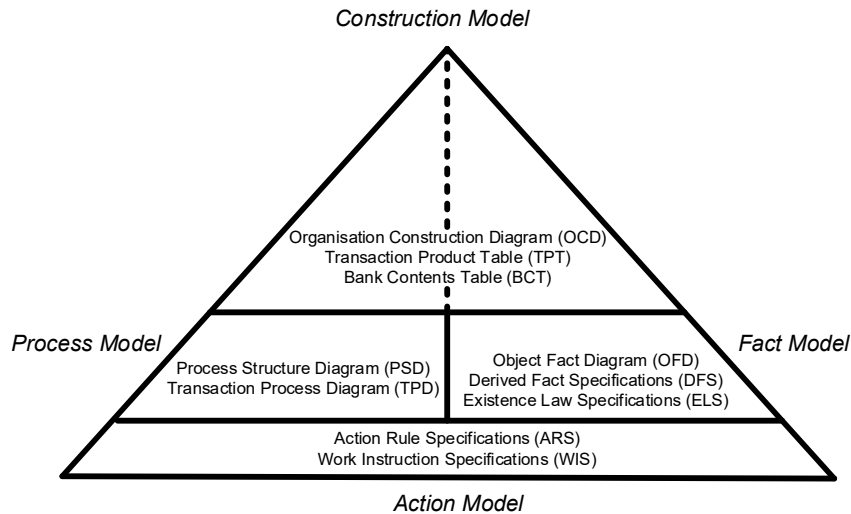 Construction Model
Organisation Construction Diagram (OCD)
Transaction Product Table (TPT)
Bank Contents Table (BCT)
Process Model
Process Structure Diagram (PSD)
Transaction Process Diagram (TPD)
Object Fact Diagram (OFD)
Derived Fact Specifications (DFS)
Existence Law Specifications (ELS)
Fact Model
Action Rule Specifications (ARS)
Work Instruction Specifications (WIS)
Action Model